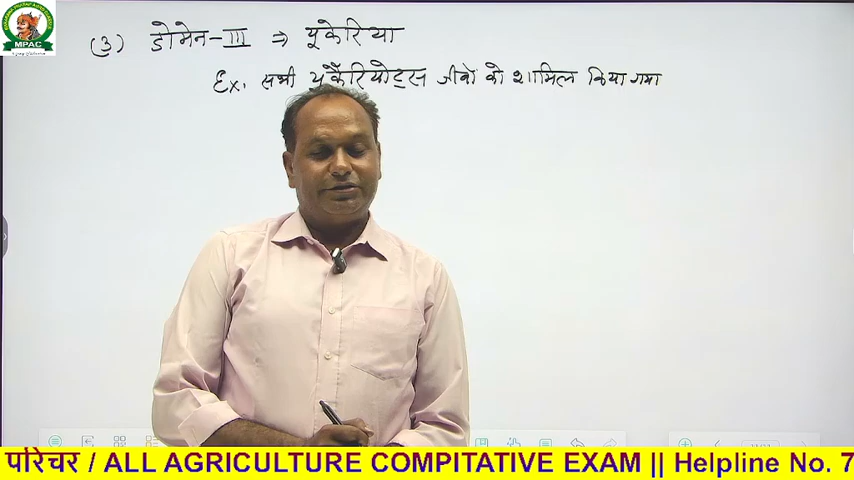 MPAC
(3) डोमेन-III ⇒ यूकेरिया
Ex. सभी यूकैरियोट्स जीवों को शामिल किया गया
परिचर / ALL AGRICULTURE COMPITATIVE EXAM || Helpline No. 7